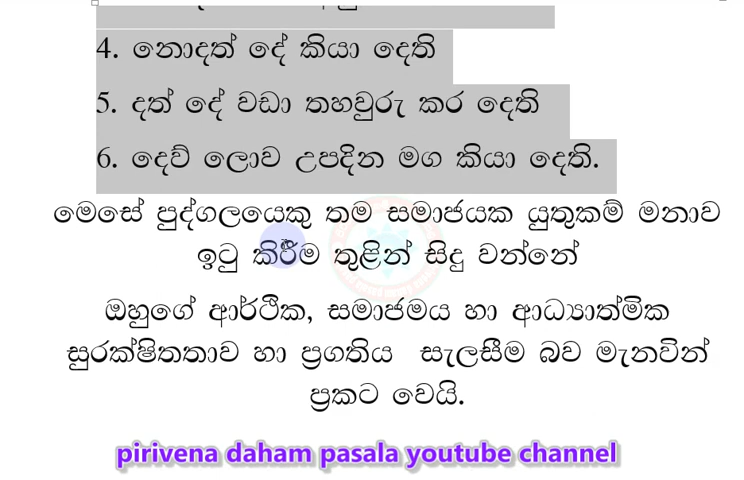 4. නොදත් දේ කියා දෙති
5. දත් දේ වඩා තහවුරු කර දෙති
6. දෙව් ලොව උපදින මග කියා දෙති.
මෙසේ පුද්ගලයෙකු තම සමාජයක යුතුකම් මනාව
ඉටු කිරීම තුළින් සිදු වන්නේ
ඔහුගේ ආර්ථික, සමාජමය හා ආධ්‍යාත්මික
සුරක්ෂිතතාව හා ප්‍රගතිය සැලසීම බව මැනවින්
ප්‍රකට වෙයි.
pirivena daham pasala youtube channel